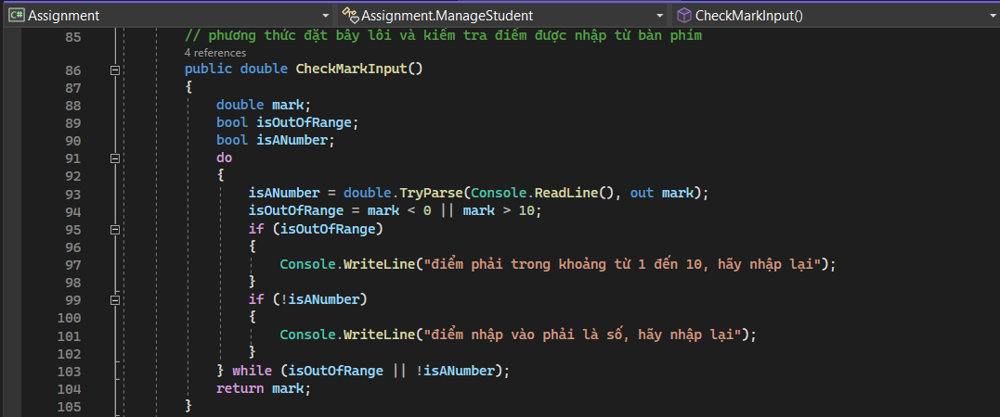 C# Assignment
Assignment.ManageStudent
CheckMarkInput()
85 // phương thức đặt bẫy lỗi và kiểm tra điểm được nhập từ bàn phím
4 references
86 public double CheckMarkInput()
87 {
88 double mark;
89 bool isOutOfRange;
90 bool isANumber;
91 do
92 {
93 isANumber = double.TryParse(Console.ReadLine(), out mark);
94 isOutOfRange = mark < 0 || mark > 10;
95 if (isOutOfRange)
96 {
97 Console.WriteLine("điểm phải trong khoảng từ 1 đến 10, hãy nhập lại");
98 }
99 if (!isANumber)
100 {
101 Console.WriteLine("điểm nhập vào phải là số, hãy nhập lại");
102 }
103 } while (isOutOfRange || !isANumber);
104 return mark;
105 }